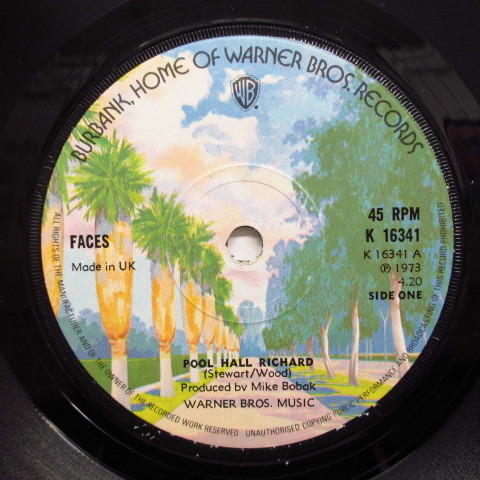 BURBANK, HOME OF WARNER BROS. RECORDS
WB
FACES
Made in UK
45 RPM
K 16341
K 16341 A
Ⓟ 1973
4.20
SIDE ONE
POOL HALL RICHARD
(Stewart/Wood)
Produced by Mike Bobak
WARNER BROS. MUSIC
ALL RIGHTS OF THE MANUFACTURER AND OF THE OWNER OF THE RECORDED WORK RESERVED
UNAUTHORISED COPYING PUBLIC PERFORMANCE AND BROADCASTING OF THIS RECORD PROHIBITED